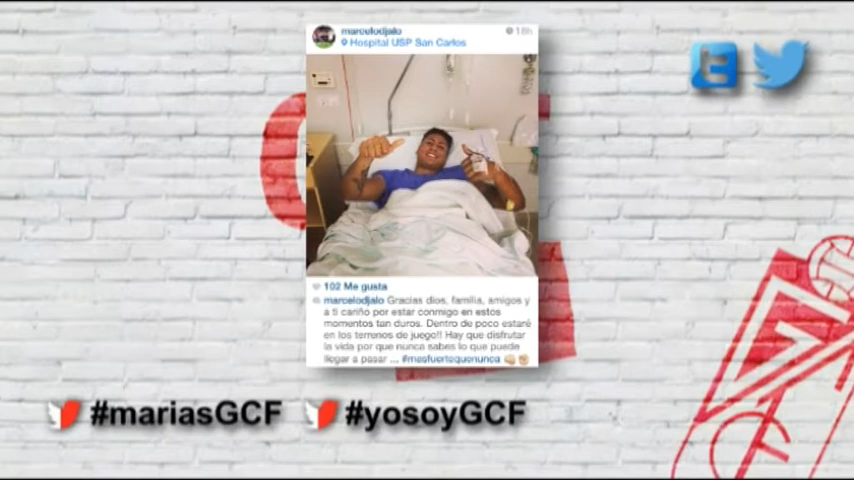 marcelodjalo
18h
Hospital USP San Carlos
102 Me gusta
marcelodjalo Gracias dios, familia, amigos y
a ti cariño por estar conmigo en estos
momentos tan duros. Dentro de poco estaré
en los terrenos de juego!! Hay que disfrutar
la vida por que nunca sabes lo que puede
llegar a pasar ... #masfuertequenunca
#mariasGCF #yosoyGCF